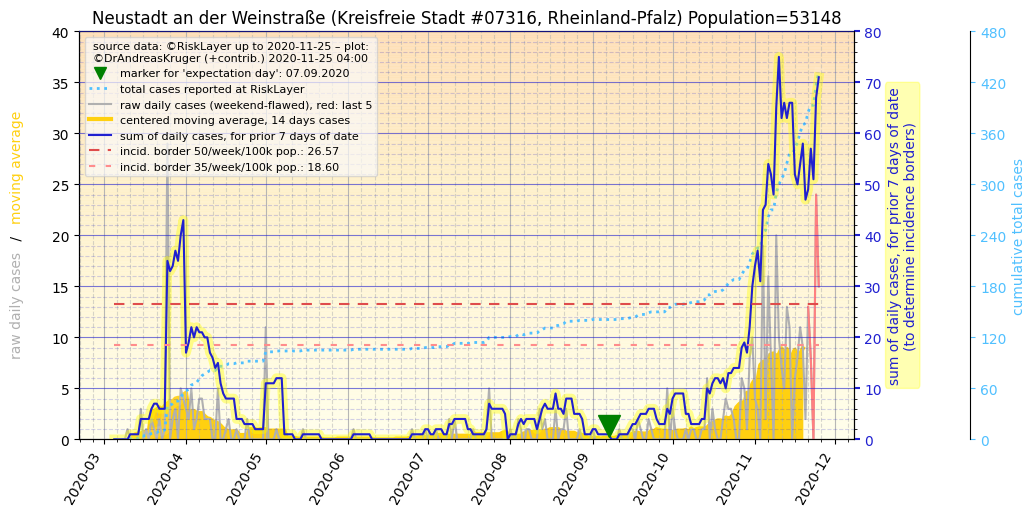 Neustadt an der Weinstraße (Kreisfreie Stadt #07316, Rheinland-Pfalz) Population=53148
source data: ©RiskLayer up to 2020-11-25 – plot:
©DrAndreasKruger (+contrib.) 2020-11-25 04:00
marker for 'expectation day': 07.09.2020
total cases reported at RiskLayer
raw daily cases (weekend-flawed), red: last 5
centered moving average, 14 days cases
sum of daily cases, for prior 7 days of date
incid. border 50/week/100k pop.: 26.57
incid. border 35/week/100k pop.: 18.60
raw daily cases / moving average
40
35
30
25
20
15
10
5
0
80
70
60
50
40
30
20
10
0
sum of daily cases, for prior 7 days of date
(to determine incidence borders)
480
420
360
300
240
180
120
60
0
cumulative total cases
2020-03
2020-04
2020-05
2020-06
2020-07
2020-08
2020-09
2020-10
2020-11
2020-12